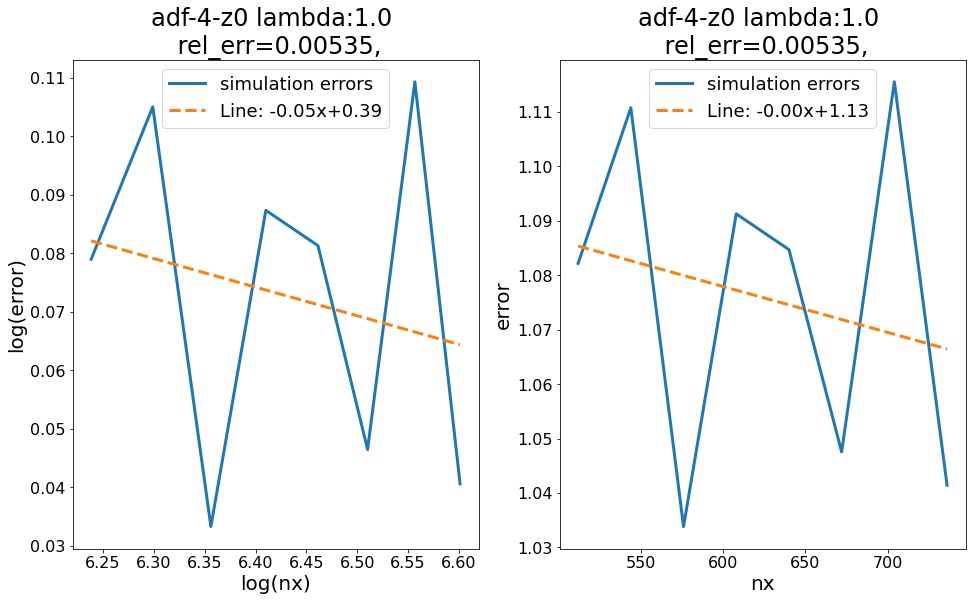 adf-4-z0 lambda:1.0
rel_err=0.00535,
simulation errors
Line: -0.05x+0.39
log(error)
0.11
0.10
0.09
0.08
0.07
0.06
0.05
0.04
0.03
6.25 6.30 6.35 6.40 6.45 6.50 6.55 6.60
log(nx)
adf-4-z0 lambda:1.0
rel_err=0.00535,
simulation errors
Line: -0.00x+1.13
error
1.11
1.10
1.09
1.08
1.07
1.06
1.05
1.04
1.03
550 600 650 700
nx